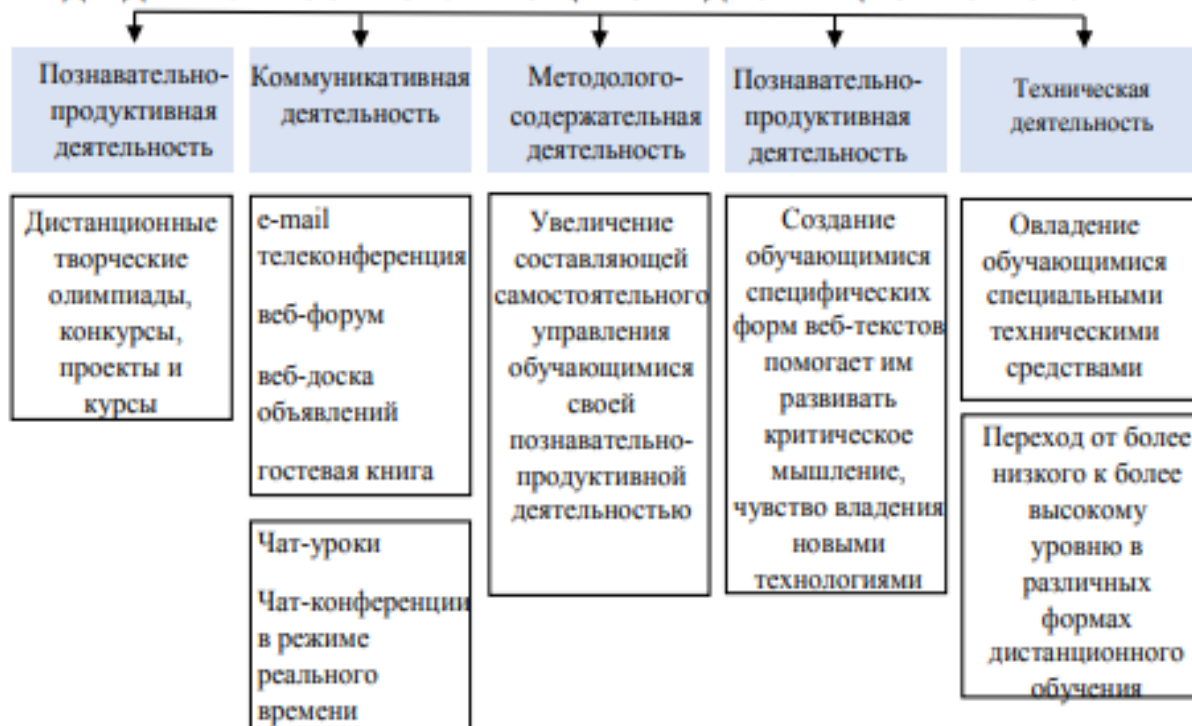 Познавательно-
продуктивная
деятельность
Коммуникативная
деятельность
Методолого-
содержательная
деятельность
Познавательно-
продуктивная
деятельность
Техническая
деятельность
Дистанционные
творческие
олимпиады,
конкурсы,
проекты и
курсы
e-mail
телеконференция
веб-форум
веб-доска
объявлений
гостевая книга
Чат-уроки
Чат-конференции
в режиме
реального
времени
Увеличение
составляющей
самостоятельного
управления
обучающимися
своей
познавательно-
продуктивной
деятельностью
Создание
обучающимися
специфических
форм веб-текстов
помогает им
развивать
критическое
мышление,
чувство владения
новыми
технологиями
Овладение
обучающимися
специальными
техническими
средствами
Переход от более
низкого к более
высокому
уровню в
различных
формах
дистанционного
обучения